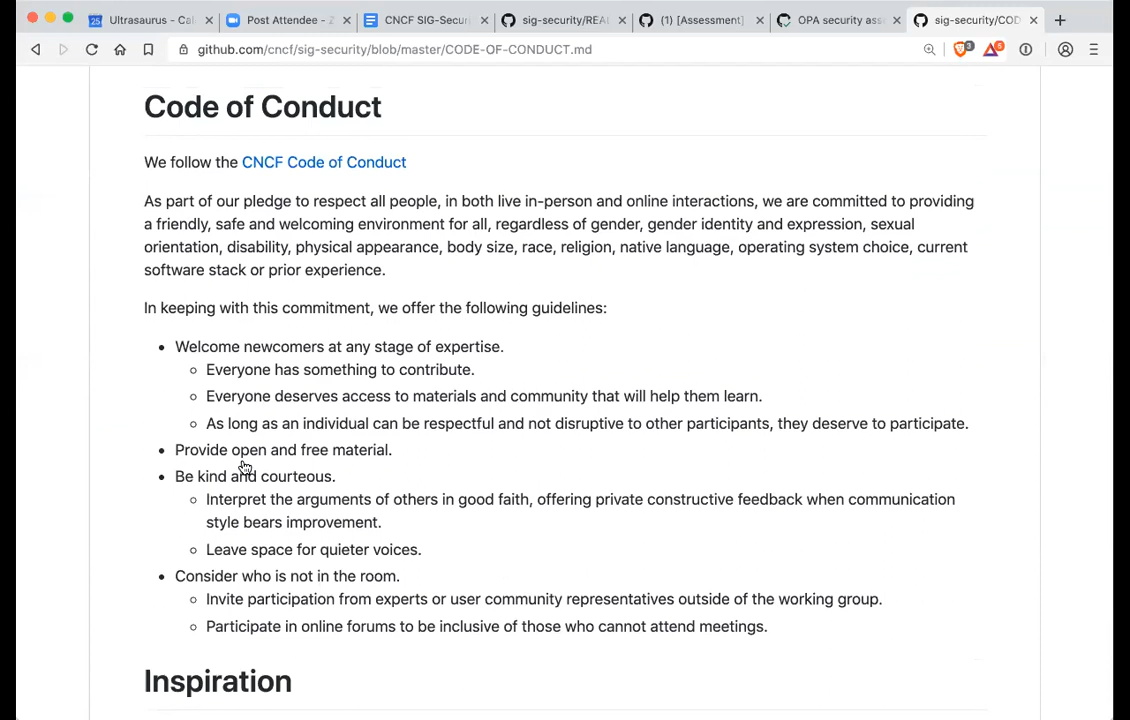 Ultrasaurus - Cal
Post Attendee - Z
CNCF SIG-Secur
sig-security/REA
(1) [Assessment]
OPA security ass
sig-security/COD
github.com/cncf/sig-security/blob/master/CODE-OF-CONDUCT.md
3
5
Code of Conduct
We follow the CNCF Code of Conduct
As part of our pledge to respect all people, in both live in-person and online interactions, we are committed to providing
a friendly, safe and welcoming environment for all, regardless of gender, gender identity and expression, sexual
orientation, disability, physical appearance, body size, race, religion, native language, operating system choice, current
software stack or prior experience.
In keeping with this commitment, we offer the following guidelines:
Welcome newcomers at any stage of expertise.
Everyone has something to contribute.
Everyone deserves access to materials and community that will help them learn.
As long as an individual can be respectful and not disruptive to other participants, they deserve to participate.
Provide open and free material.
Be kind and courteous.
Interpret the arguments of others in good faith, offering private constructive feedback when communication
style bears improvement.
Leave space for quieter voices.
Consider who is not in the room.
Invite participation from experts or user community representatives outside of the working group.
Participate in online forums to be inclusive of those who cannot attend meetings.
Inspiration